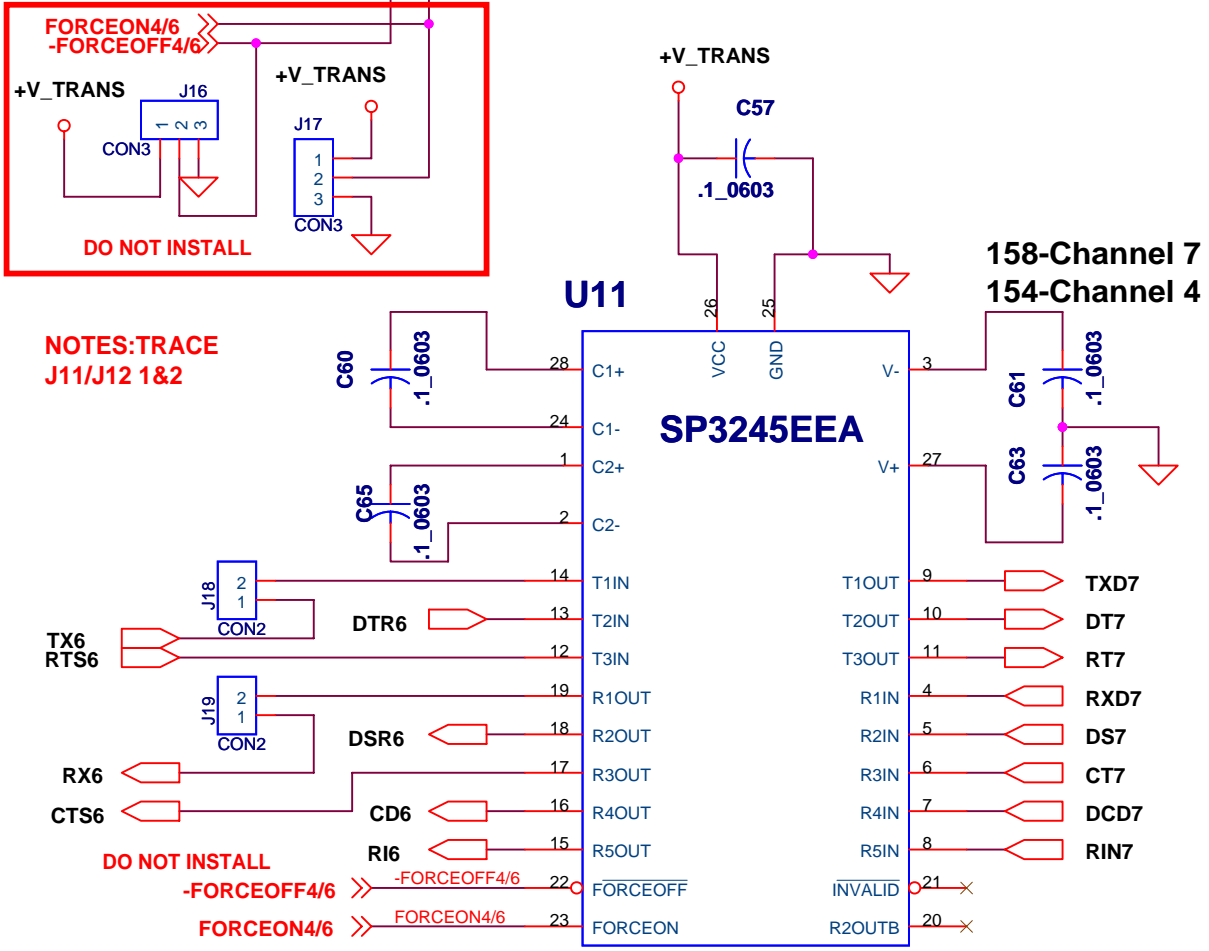 FORCEON4/6
-FORCEOFF4/6
+V_TRANS
J16
1 2 3
CON3
+V_TRANS
J17
1
2
3
CON3
DO NOT INSTALL
+V_TRANS
C57
.1_0603
158-Channel 7
154-Channel 4
NOTES:TRACE
J11/J12 1&2
U11
SP3245EEA
26
VCC
25
GND
C60
.1_0603
28 C1+
24 C1-
C65
.1_0603
1 C2+
2 C2-
V- 3
V+ 27
C61
.1_0603
C63
.1_0603
J18
2
1
CON2
TX6
RTS6
DTR6
14 T1IN
13 T2IN
12 T3IN
J19
2
1
CON2
19 R1OUT
DSR6 18 R2OUT
RX6
17 R3OUT
CTS6
CD6 16 R4OUT
RI6 15 R5OUT
DO NOT INSTALL
-FORCEOFF4/6 -FORCEOFF4/6 22 FORCEOFF
FORCEON4/6 FORCEON4/6 23 FORCEON
T1OUT 9 TXD7
T2OUT 10 DT7
T3OUT 11 RT7
R1IN 4 RXD7
R2IN 5 DS7
R3IN 6 CT7
R4IN 7 DCD7
R5IN 8 RIN7
INVALID 21
R2OUTB 20